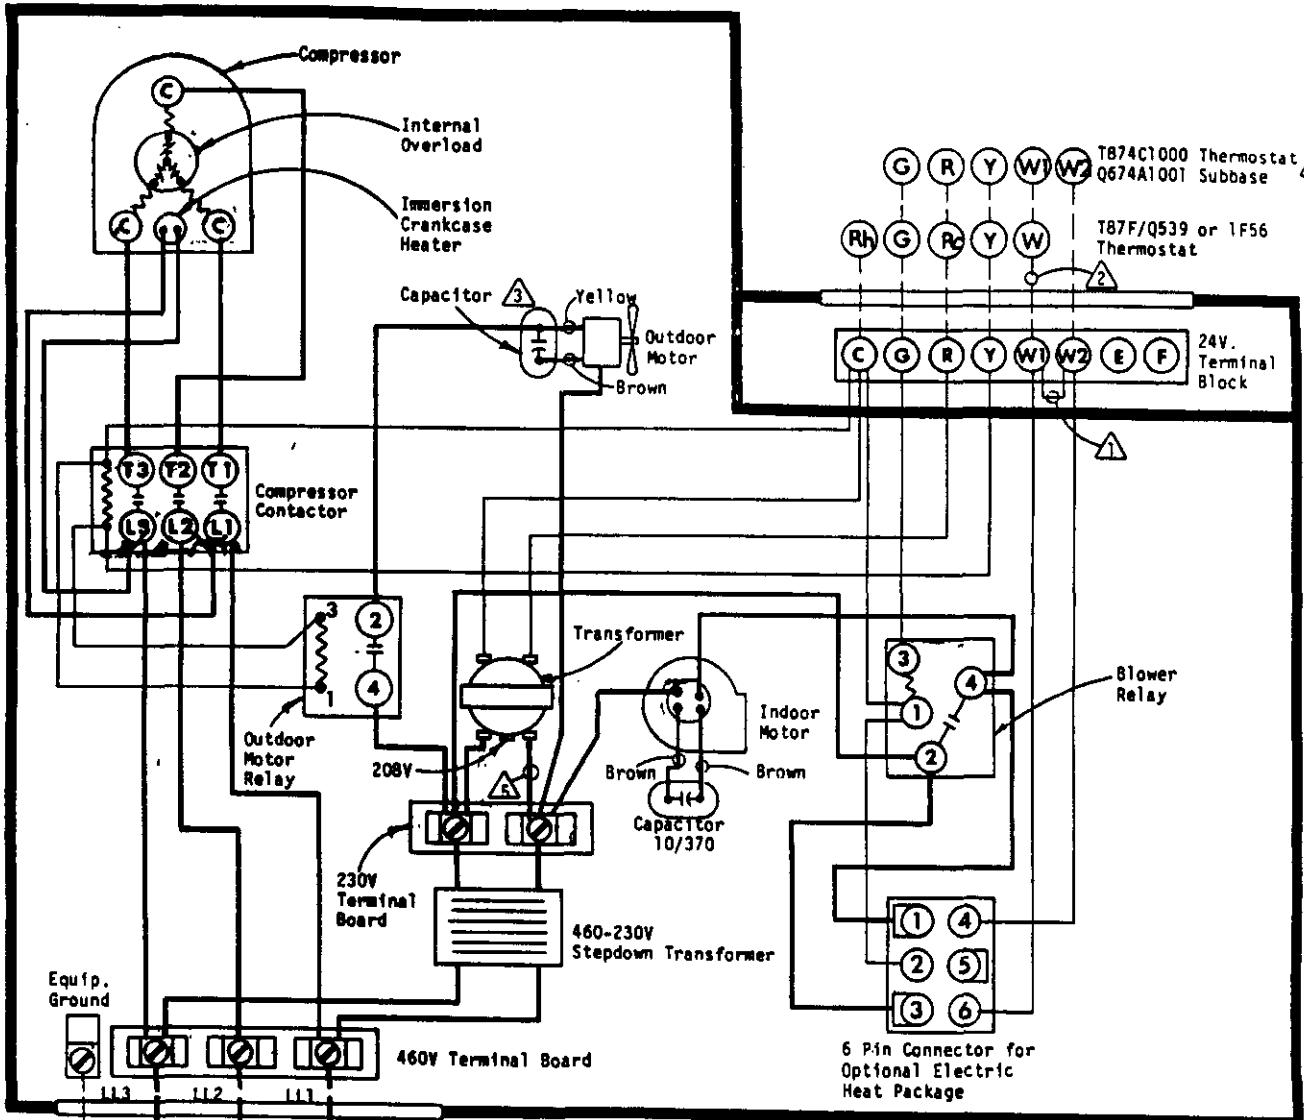 Compressor
C
Internal
Overload
Immersion
Crankcase
Heater
C
C
G R Y W1 W2
T874C1000 Thermostat
Q674A1001 Subbase
Rh G Rc Y W
T87F/Q539 or 1F56
Thermostat
2
Capacitor
3
Yellow
Outdoor
Motor
Brown
C G R Y W1 W2 E F
24V.
Terminal
Block
1
T3 T2 T1
L3 L2 L1
Compressor
Contactor
3
2
1
4
Outdoor
Motor
Relay
Transformer
208V
5
Indoor
Motor
Brown
Brown
Capacitor
10/370
3
4
1
2
Blower
Relay
230V
Terminal
Board
460-230V
Stepdown Transformer
1 4
2 5
3 6
6 Pin Connector for
Optional Electric
Heat Package
Equip.
Ground
460V Terminal Board
LL3 LL2 LL1